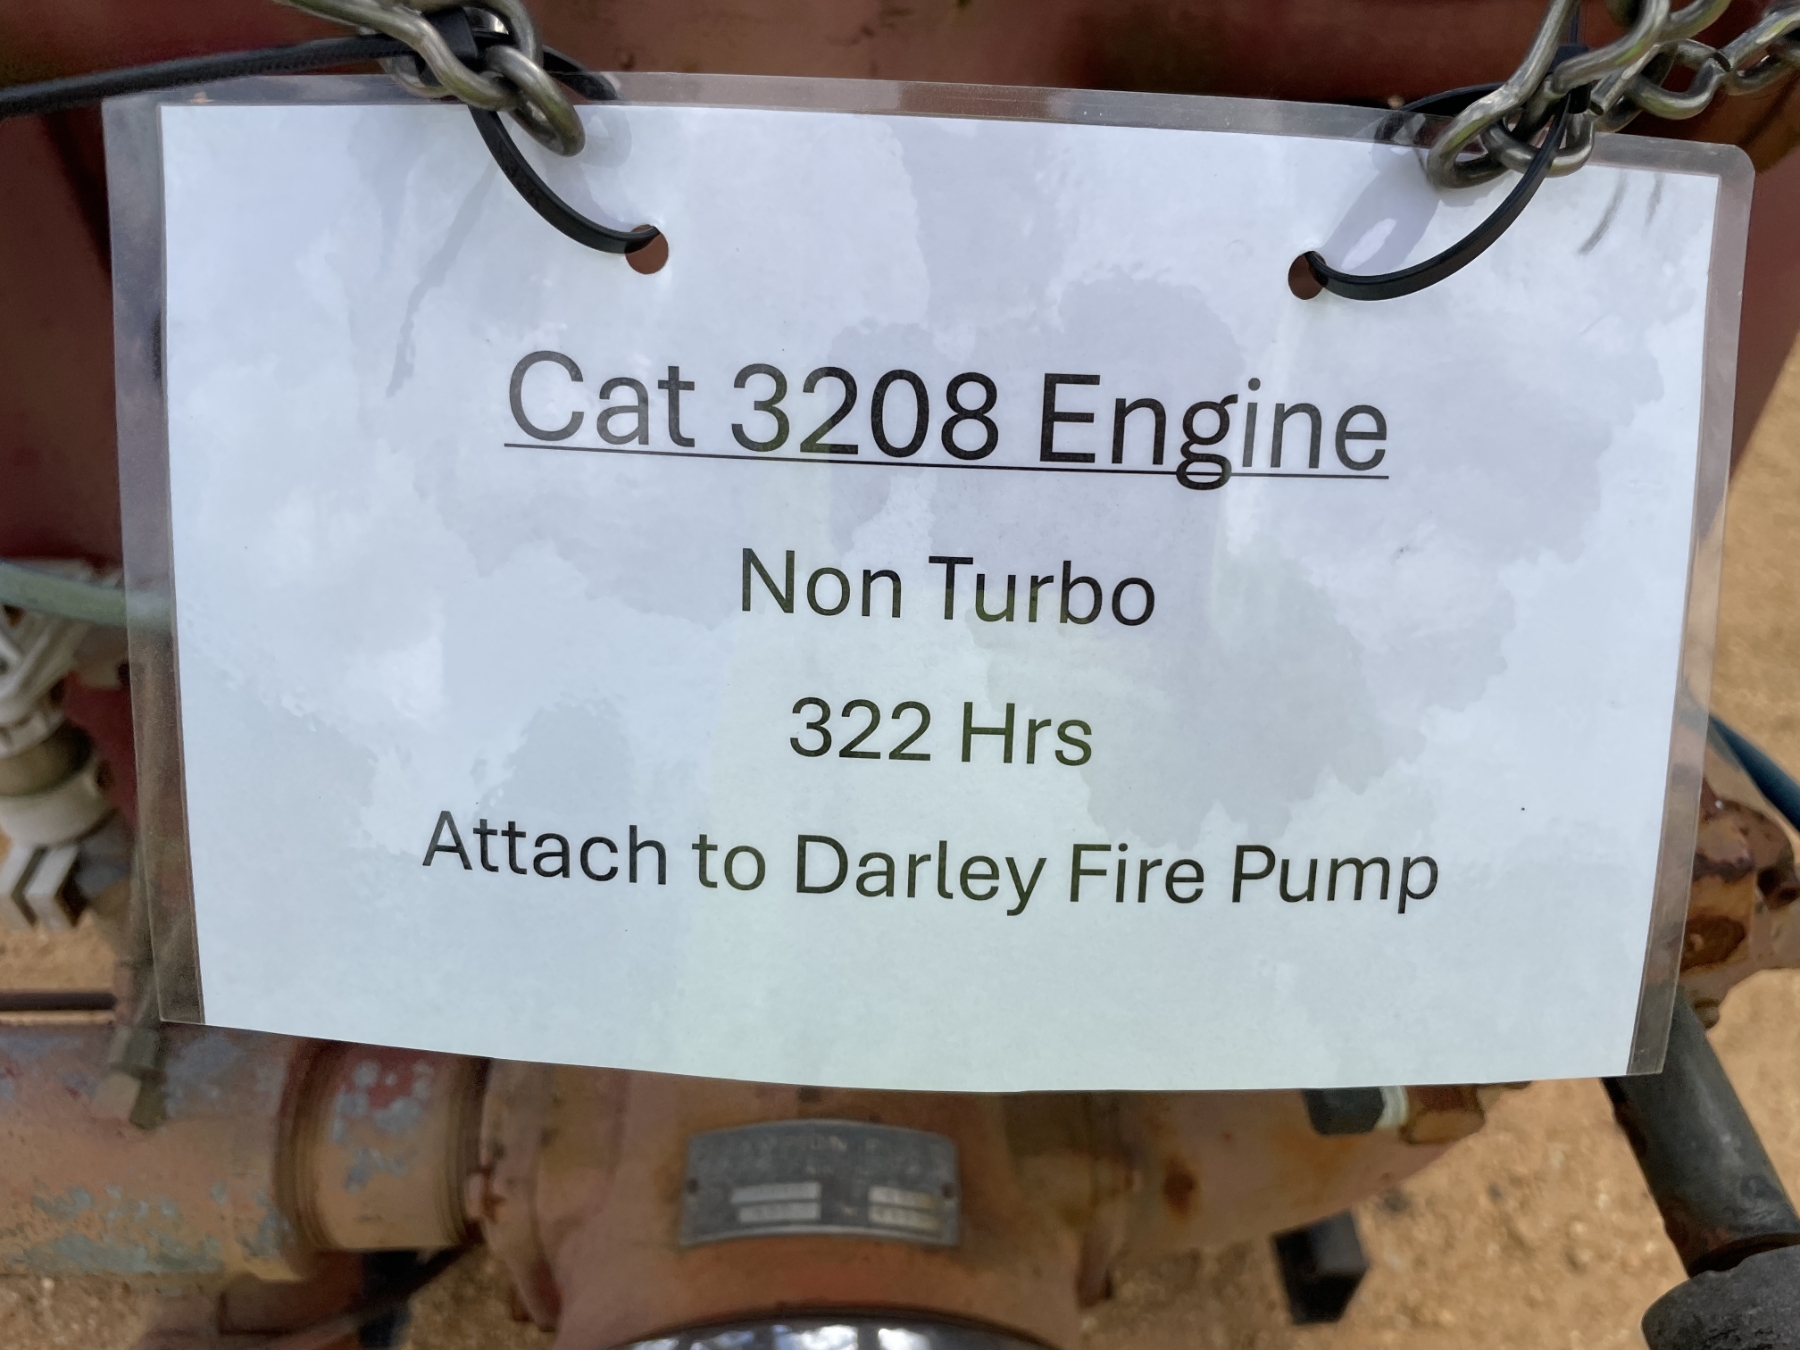 Cat 3208 Engine
Non Turbo
322 Hrs
Attach to Darley Fire Pump